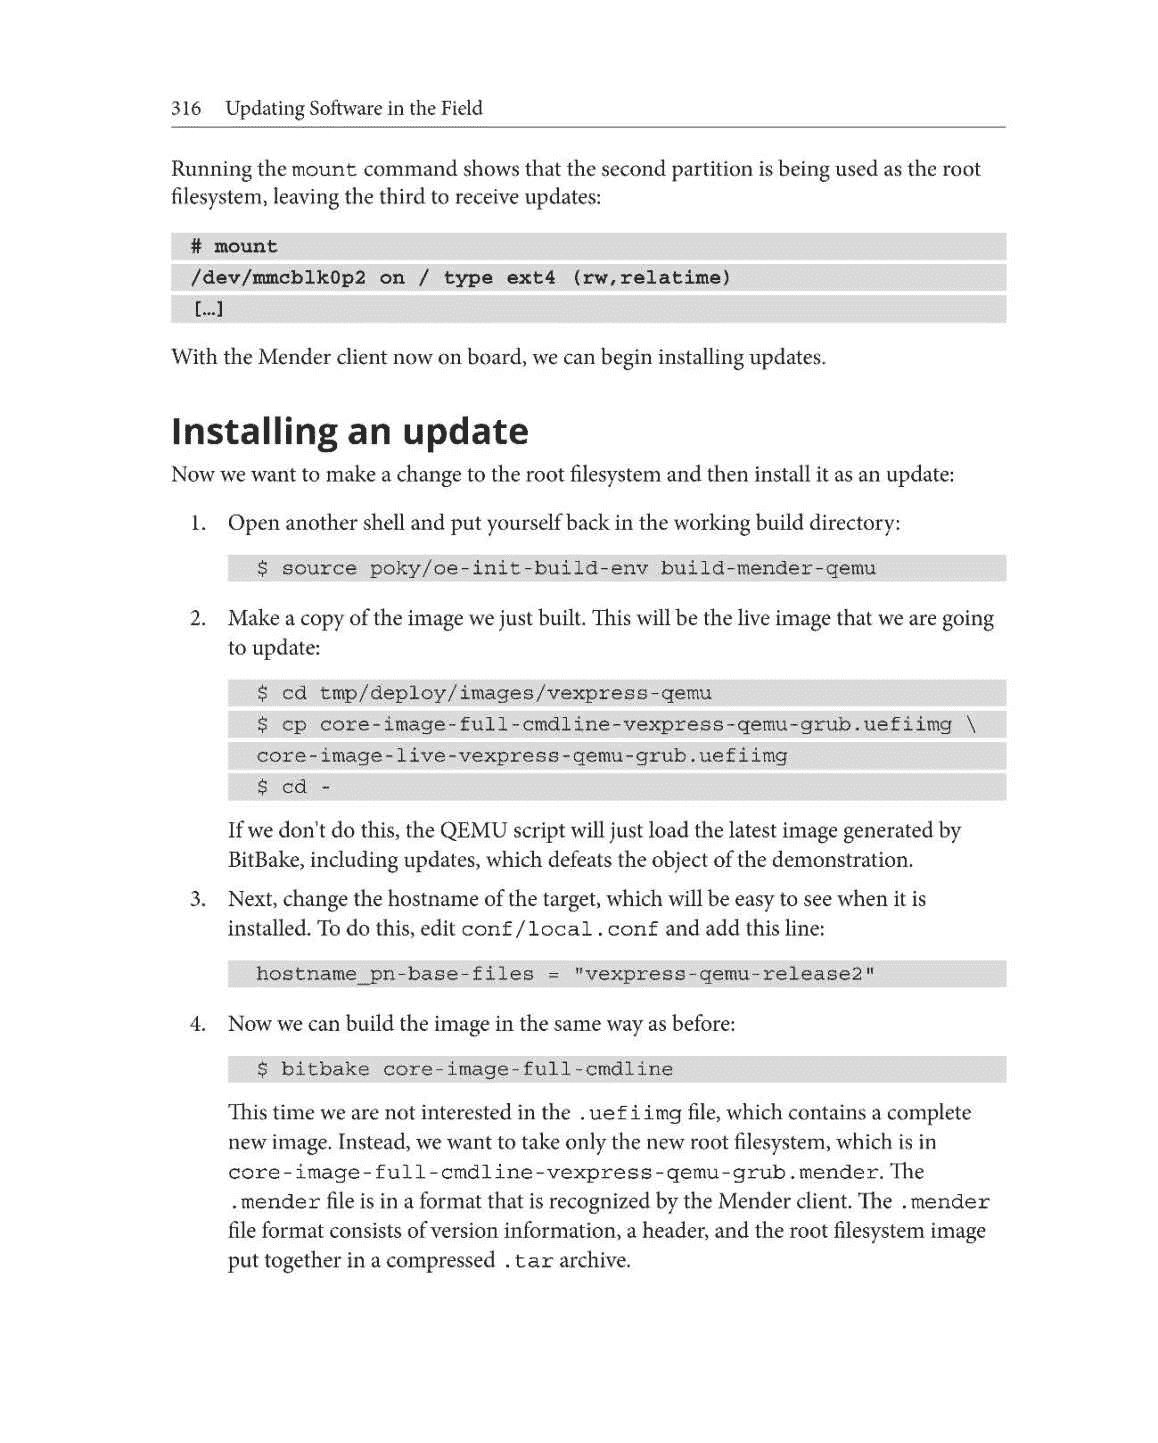 316 Updating Software in the Field
Running the mount command shows that the second partition is being used as the root
filesystem, leaving the third to receive updates:
# mount
/dev/mmcblk0p2 on / type ext4 (rw,relatime)
[…]
With the Mender client now on board, we can begin installing updates.
Installing an update
Now we want to make a change to the root filesystem and then install it as an update:
1. Open another shell and put yourself back in the working build directory:
$ source poky/oe-init-build-env build-mender-qemu
2. Make a copy of the image we just built. This will be the live image that we are going
to update:
$ cd tmp/deploy/images/vexpress-qemu
$ cp core-image-full-cmdline-vexpress-qemu-grub.uefiimg \
core-image-live-vexpress-qemu-grub.uefiimg
$ cd -
If we don't do this, the QEMU script will just load the latest image generated by
BitBake, including updates, which defeats the object of the demonstration.
3. Next, change the hostname of the target, which will be easy to see when it is
installed. To do this, edit conf/local.conf and add this line:
hostname_pn-base-files = "vexpress-qemu-release2"
4. Now we can build the image in the same way as before:
$ bitbake core-image-full-cmdline
This time we are not interested in the .uefiimg file, which contains a complete
new image. Instead, we want to take only the new root filesystem, which is in
core-image-full-cmdline-vexpress-qemu-grub.mender. The
.mender file is in a format that is recognized by the Mender client. The .mender
file format consists of version information, a header, and the root filesystem image
put together in a compressed .tar archive.